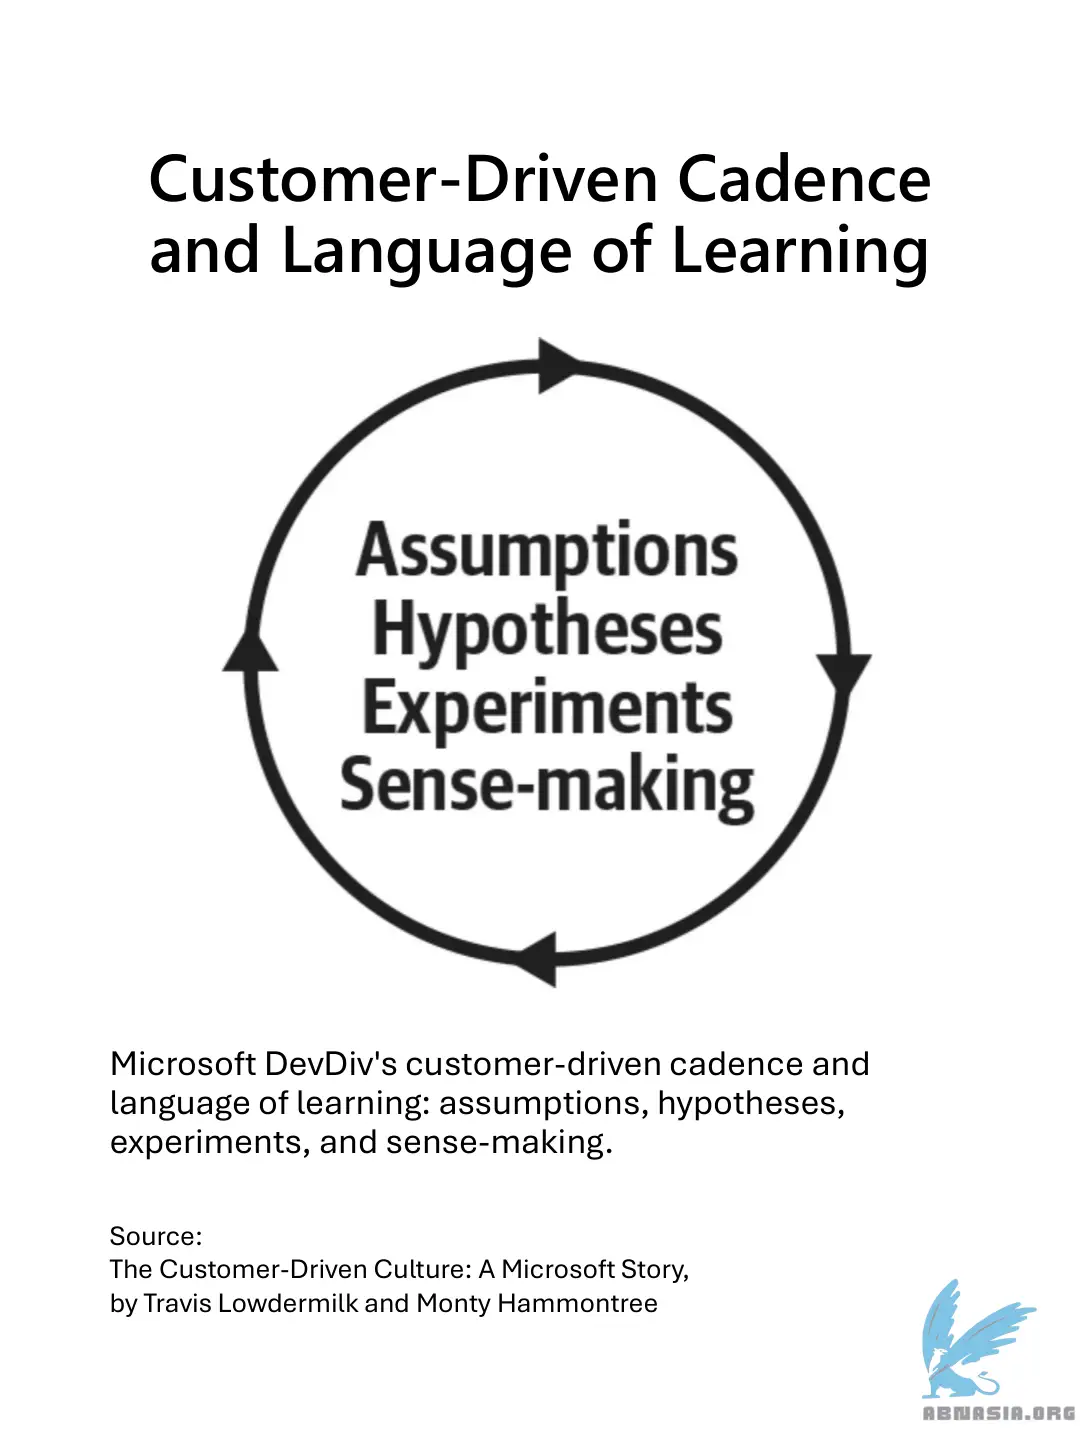 Customer-Driven Cadence
and Language of Learning
Assumptions
Hypotheses
Experiments
Sense-making
Microsoft DevDiv's customer-driven cadence and
language of learning: assumptions, hypotheses,
experiments, and sense-making.
Source:
The Customer-Driven Culture: A Microsoft Story,
by Travis Lowdermilk and Monty Hammontree
ABNASIA.ORG